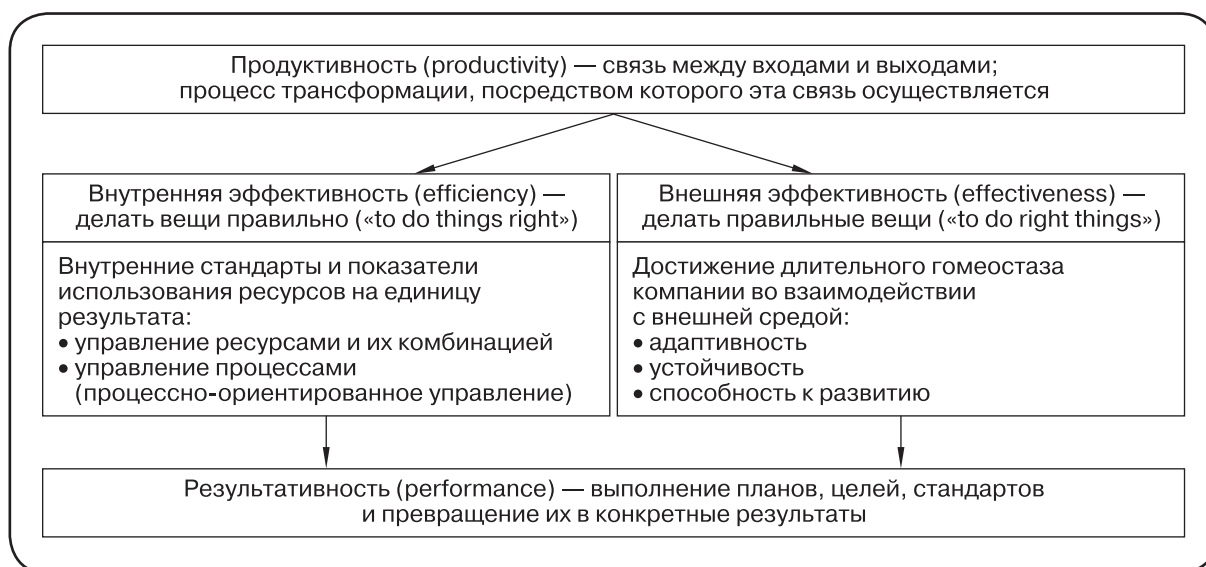 Продуктивность (productivity) — связь между входами и выходами;
процесс трансформации, посредством которого эта связь осуществляется
Внутренняя эффективность (efficiency) —
делать вещи правильно («to do things right»)
Внутренние стандарты и показатели
использования ресурсов на единицу
результата:
• управление ресурсами и их комбинацией
• управление процессами
(процессно-ориентированное управление)
Внешняя эффективность (effectiveness) —
делать правильные вещи («to do right things»)
Достижение длительного гомеостаза
компании во взаимодействии
с внешней средой:
• адаптивность
• устойчивость
• способность к развитию
Результативность (performance) — выполнение планов, целей, стандартов
и превращение их в конкретные результаты